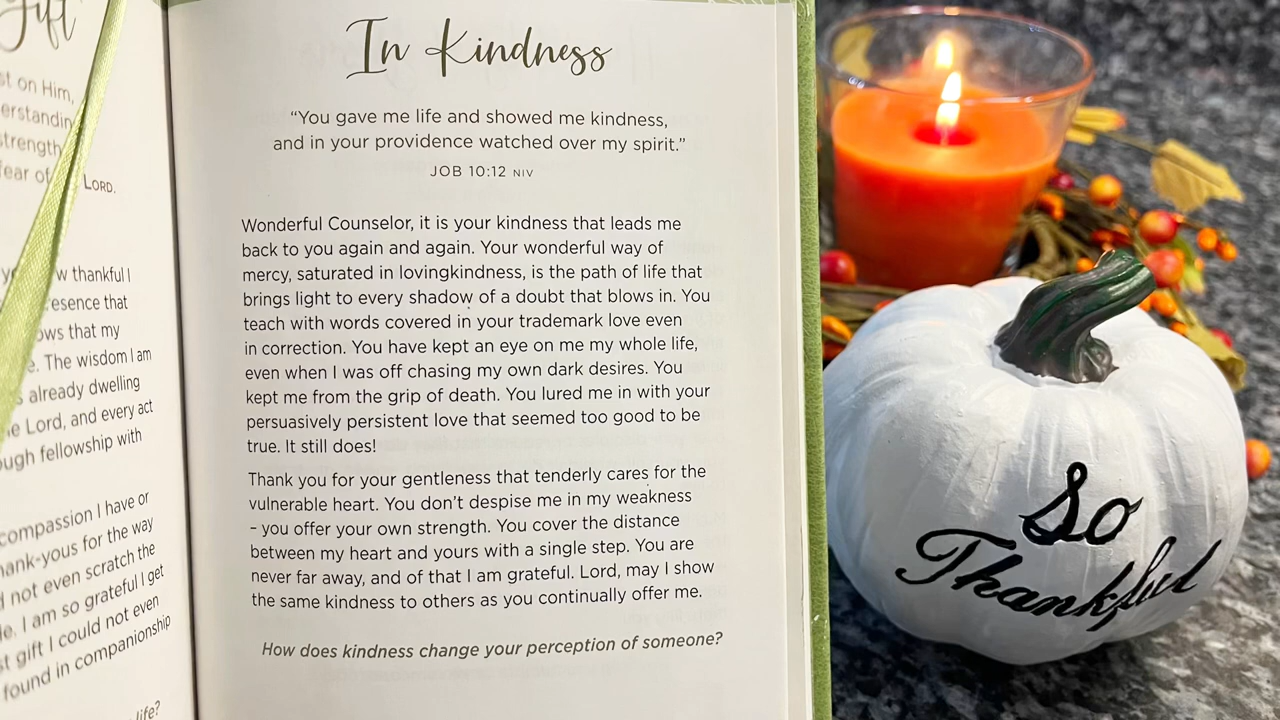 Gift
st on Him,
erstandin
strength
fear of LORD.
w thankful I
esence that
ows that my
e. The wisdom I am
already dwelling
e Lord, and every act
ough fellowship with
compassion I have or
hank-yous for the way
d not even scratch the
le. I am so grateful I get
st gift I could not even
found in companionship
life?
In Kindness
“You gave me life and showed me kindness,
and in your providence watched over my spirit.”
JOB 10:12 NIV
Wonderful Counselor, it is your kindness that leads me
back to you again and again. Your wonderful way of
mercy, saturated in lovingkindness, is the path of life that
brings light to every shadow of a doubt that blows in. You
teach with words covered in your trademark love even
in correction. You have kept an eye on me my whole life,
even when I was off chasing my own dark desires. You
kept me from the grip of death. You lured me in with your
persuasively persistent love that seemed too good to be
true. It still does!
Thank you for your gentleness that tenderly cares for the
vulnerable heart. You don’t despise me in my weakness
– you offer your own strength. You cover the distance
between my heart and yours with a single step. You are
never far away, and of that I am grateful. Lord, may I show
the same kindness to others as you continually offer me.
How does kindness change your perception of someone?
So
Thankful